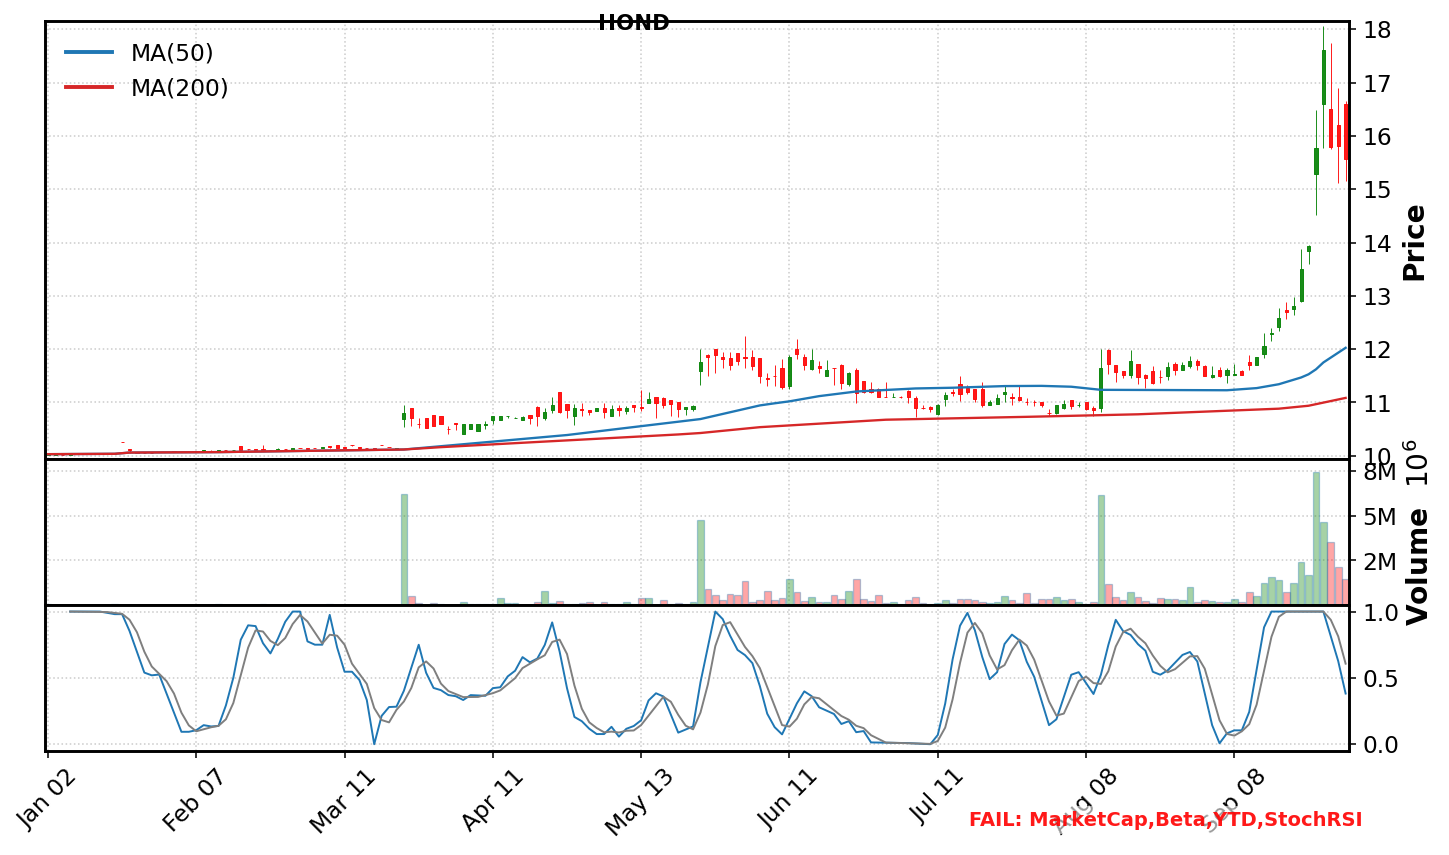 HOND
MA(50)
MA(200)
18
17
16
15
14
13
12
11
10
Price
8M
5M
2M
Volume 10^6
1.0
0.5
0.0
Jan 02
Feb 07
Mar 11
Apr 11
May 13
Jun 11
Jul 11
Aug 08
Sep 08
FAIL: MarketCap,Beta,YTD,StochRSI